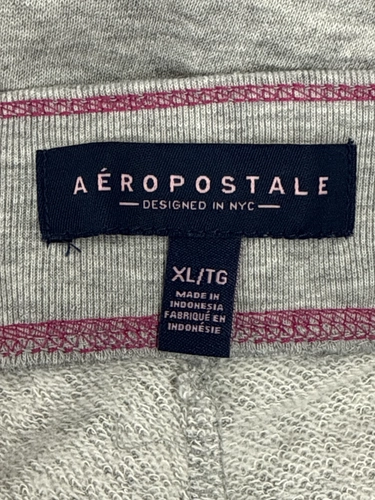 AÉROPOSTALE
— DESIGNED IN NYC —
XL/TG
MADE IN
INDONESIA
FABRIQUÉ EN
INDONÉSIE